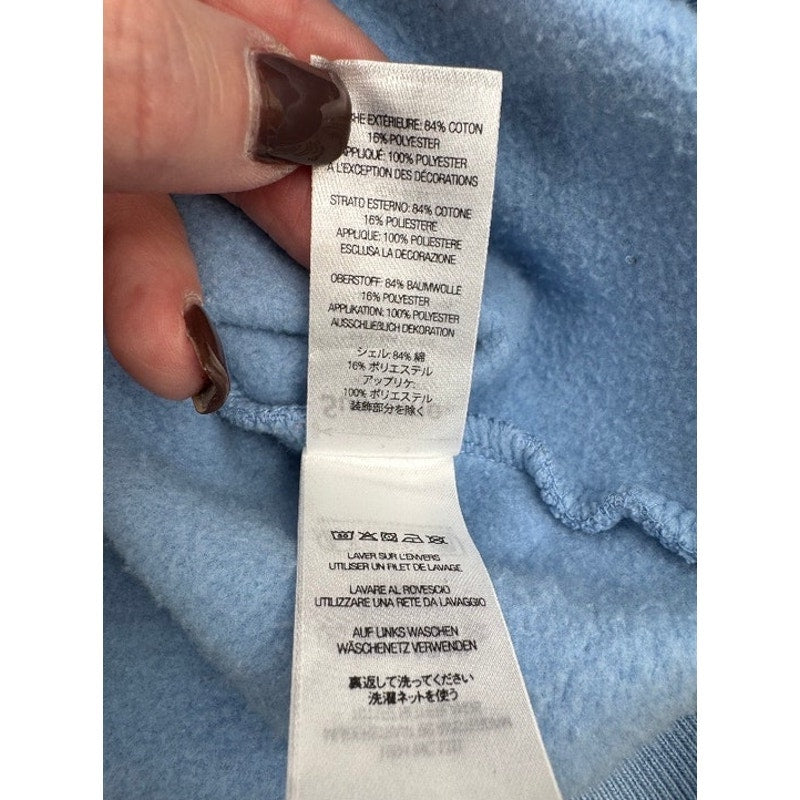 EXTÉRIEURE: 84% COTON
16% POLYESTER
APPLIQUÉ: 100% POLYESTER
À L'EXCEPTION DES DÉCORATIONS
STRATO ESTERNO: 84% COTONE
16% POLIESTERE
APPLIQUE: 100% POLIESTERE
ESCLUSA LA DECORAZIONE
OBERSTOFF: 84% BAUMWOLLE
16% POLYESTER
APPLIKATION: 100% POLYESTER
AUSSCHLIEßLICH DEKORATION
シェル: 84% 綿
16% ポリエステル
アップリケ:
100% ポリエステル
装飾部分を除く
LAVER SUR L'ENVERS
UTILISER UN FILET DE LAVAGE
LAVARE AL ROVESCIO
UTILIZZARE UNA RETE DA LAVAGGIO
AUF LINKS WASCHEN
WÄSCHENETZ VERWENDEN
裏返して洗ってください
洗濯ネットを使う